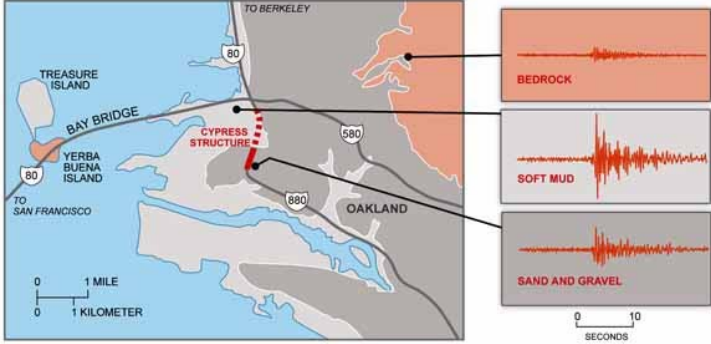 TO BERKELEY
80
TREASURE
ISLAND
BAY BRIDGE
CYPRESS
STRUCTURE
580
YERBA
BUENA
ISLAND
80
TO
SAN FRANCISCO
880
OAKLAND
0 1 MILE
0 1 KILOMETER
BEDROCK
SOFT MUD
SAND AND GRAVEL
0 10
SECONDS